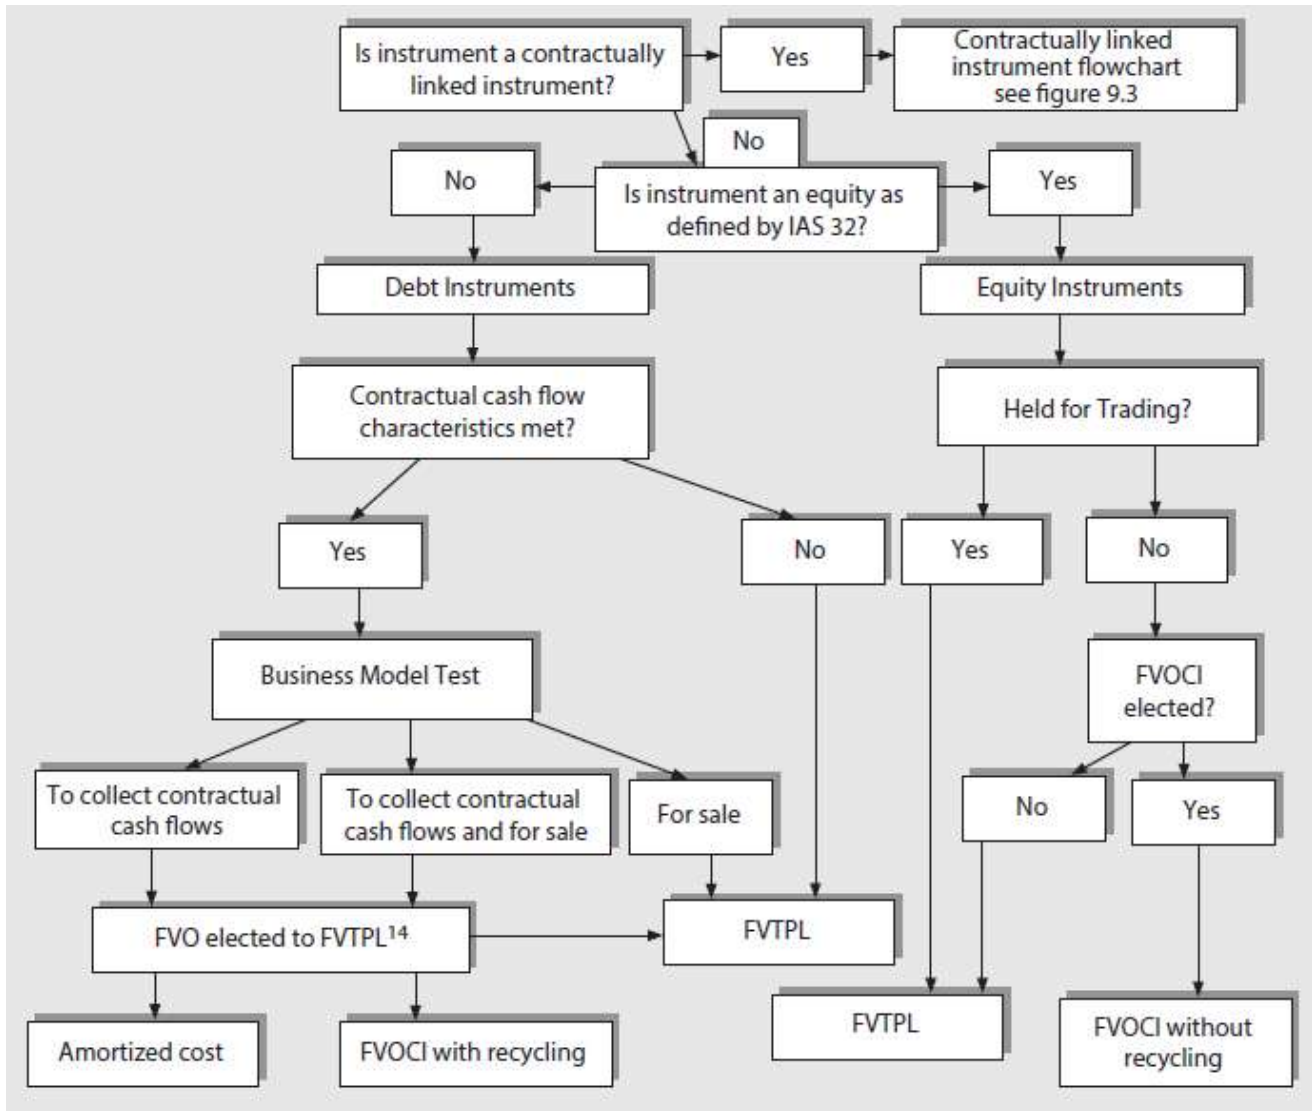 Is instrument a contractually
linked instrument?
Yes
Contractually linked
instrument flowchart
see figure 9.3
No
No
Is instrument an equity as
defined by IAS 32?
Yes
Debt Instruments
Equity Instruments
Contractual cash flow
characteristics met?
Held for Trading?
Yes
No
Yes
No
Business Model Test
FVOCI
elected?
To collect contractual
cash flows
To collect contractual
cash flows and for sale
For sale
No
Yes
FVO elected to FVTPL¹⁴
FVTPL
Amortized cost
FVOCI with recycling
FVTPL
FVOCI without
recycling